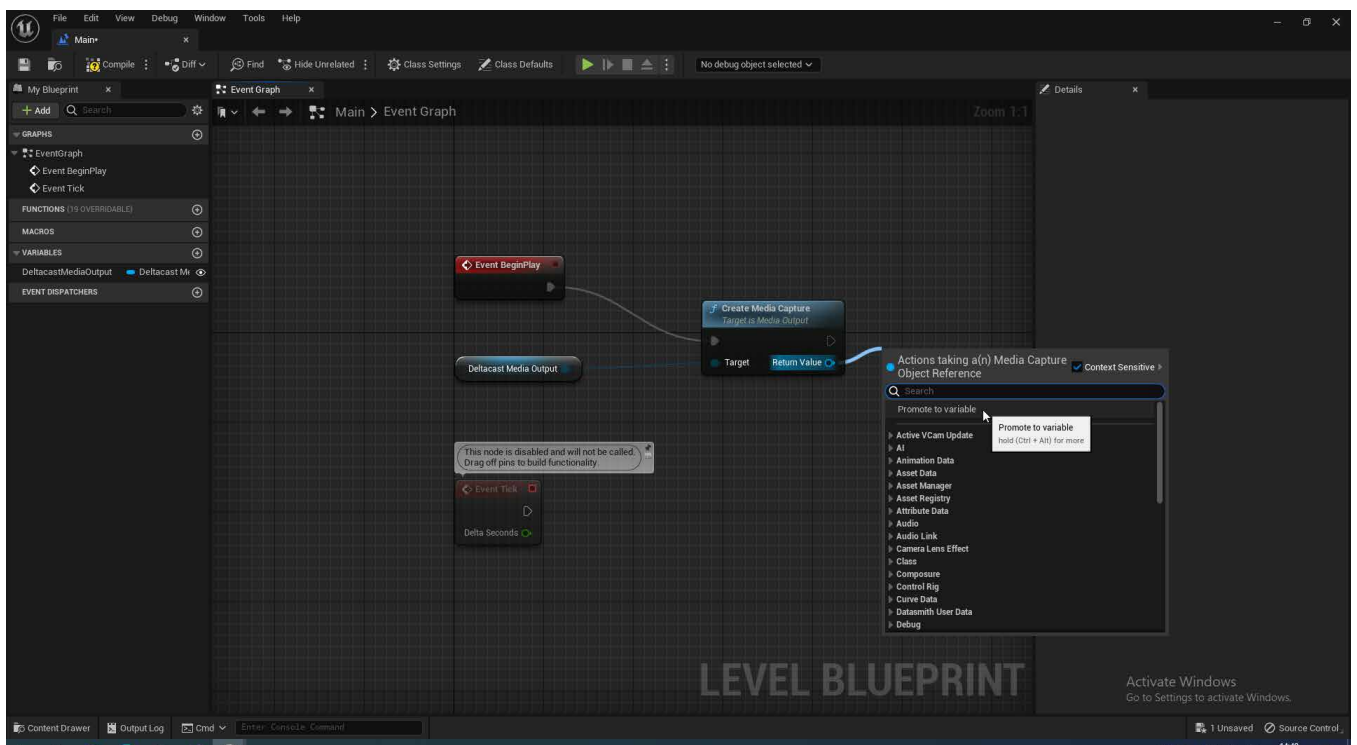 File Edit View Debug Window Tools Help
Main•
Compile Diff Find Hide Unrelated Class Settings Class Defaults No debug object selected
My Blueprint
Event Graph
Details
Add Search
Main > Event Graph
Zoom 1:1
GRAPHS
EventGraph
Event BeginPlay
Event Tick
FUNCTIONS (19 OVERRIDABLE)
MACROS
VARIABLES
DeltacastMediaOutput Deltacast Me
EVENT DISPATCHERS
Event BeginPlay
Create Media Capture
Target is Media Output
Target Return Value
Deltacast Media Output
This node is disabled and will not be called.
Drag off pins to build functionality.
Event Tick
Delta Seconds
Actions taking a(n) Media Capture
Object Reference
Context Sensitive
Search
Promote to variable
Promote to variable
hold (Ctrl + Alt) for more
Active VCam Update
AI
Animation Data
Asset Data
Asset Manager
Asset Registry
Attribute Data
Audio
Audio Link
Camera Lens Effect
Class
Composure
Control Rig
Curve Data
Datasmith User Data
Debug
LEVEL BLUEPRINT
Activate Windows
Go to Settings to activate Windows.
Content Drawer Output Log Cmd Enter Console Command 1 Unsaved Source Control